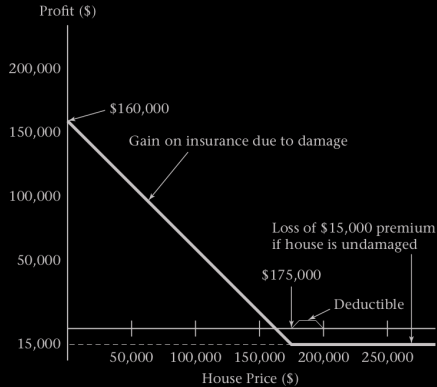 Profit ($)
200,000
$160,000
150,000
Gain on insurance due to damage
100,000
Loss of $15,000 premium
if house is undamaged
50,000
$175,000
Deductible
15,000
50,000 100,000 150,000 200,000 250,000
House Price ($)